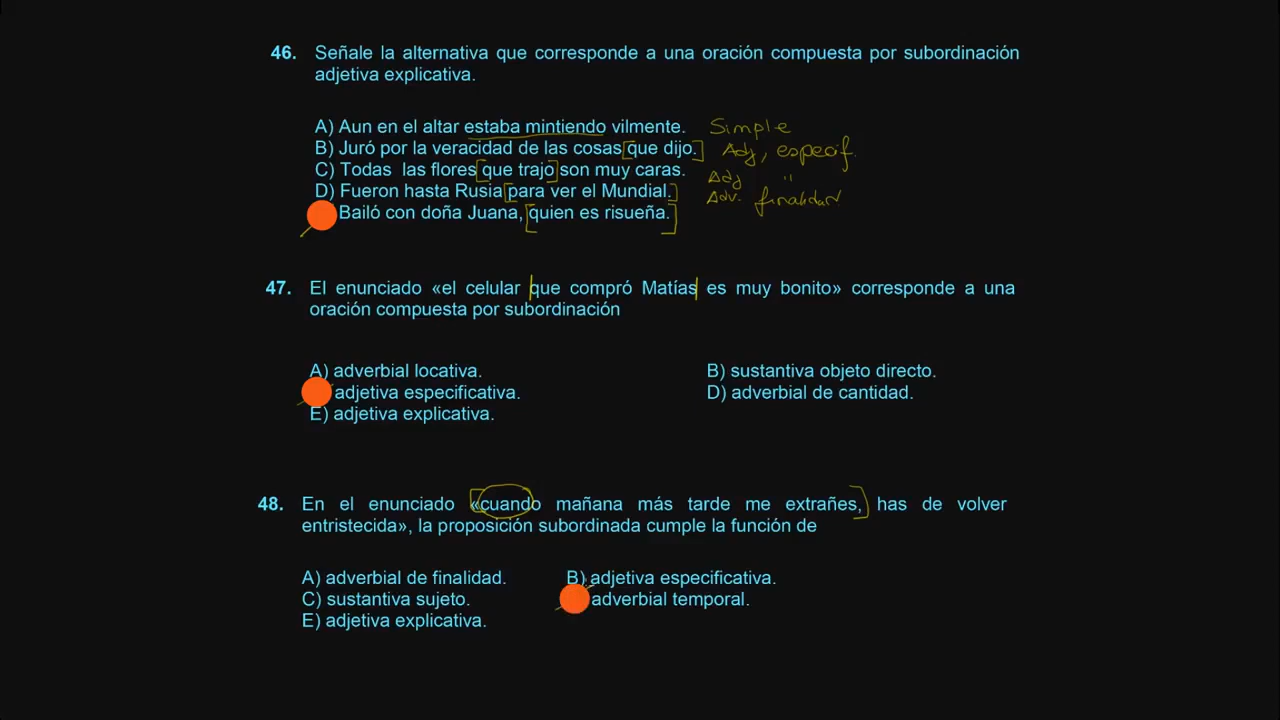 46. Señale la alternativa que corresponde a una oración compuesta por subordinación
adjetiva explicativa.
A) Aun en el altar estaba mintiendo vilmente. Simple
B) Juró por la veracidad de las cosas que dijo. Adj, especif.
C) Todas las flores que trajo son muy caras. Adj "
D) Fueron hasta Rusia para ver el Mundial. Adv. finalidad
Bailó con doña Juana, quien es risueña.
47. El enunciado «el celular que compró Matías es muy bonito» corresponde a una
oración compuesta por subordinación
A) adverbial locativa. B) sustantiva objeto directo.
adjetiva especificativa. D) adverbial de cantidad.
E) adjetiva explicativa.
48. En el enunciado «cuando mañana más tarde me extrañes, has de volver
entristecida», la proposición subordinada cumple la función de
A) adverbial de finalidad. B) adjetiva especificativa.
C) sustantiva sujeto. adverbial temporal.
E) adjetiva explicativa.